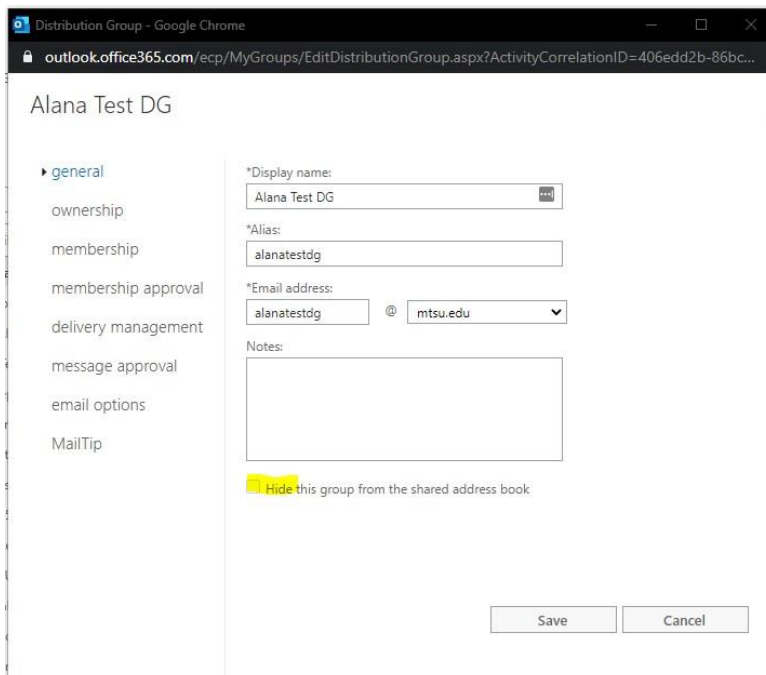 Distribution Group - Google Chrome
outlook.office365.com/ecp/MyGroups/EditDistributionGroup.aspx?ActivityCorrelationID=406edd2b-86bc...
Alana Test DG
general
ownership
membership
membership approval
delivery management
message approval
email options
MailTip
*Display name:
Alana Test DG
*Alias:
alanatestdg
*Email address:
alanatestdg @ mtsu.edu
Notes:
Hide this group from the shared address book
Save Cancel